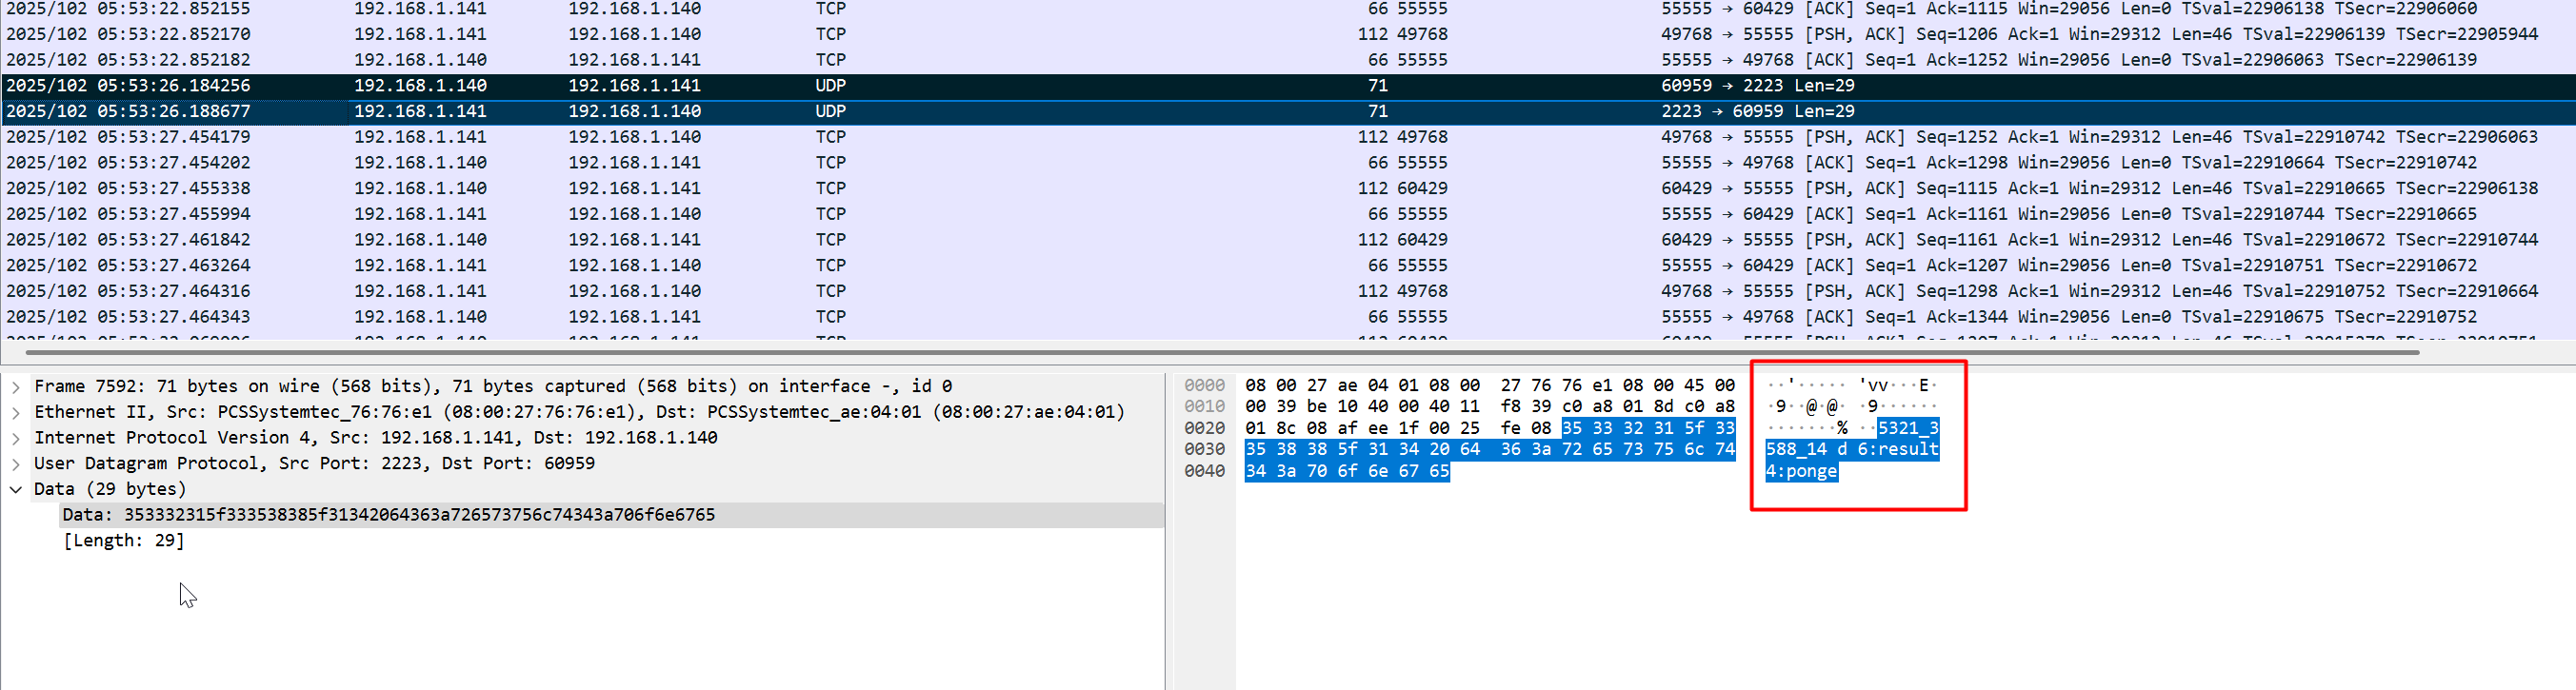 2025/102 05:53:22.852155 192.168.1.141 192.168.1.140 TCP 66 55555 55555 → 60429 [ACK] Seq=1 Ack=1115 Win=29056 Len=0 TSval=22906138 TSecr=22906060
2025/102 05:53:22.852170 192.168.1.141 192.168.1.140 TCP 112 49768 49768 → 55555 [PSH, ACK] Seq=1206 Ack=1 Win=29312 Len=46 TSval=22906139 TSecr=22905944
2025/102 05:53:22.852182 192.168.1.140 192.168.1.141 TCP 66 55555 55555 → 49768 [ACK] Seq=1 Ack=1252 Win=29056 Len=0 TSval=22906063 TSecr=22906139
2025/102 05:53:26.184256 192.168.1.140 192.168.1.141 UDP 71 60959 → 2223 Len=29
2025/102 05:53:26.188677 192.168.1.141 192.168.1.140 UDP 71 2223 → 60959 Len=29
2025/102 05:53:27.454179 192.168.1.141 192.168.1.140 TCP 112 49768 49768 → 55555 [PSH, ACK] Seq=1252 Ack=1 Win=29312 Len=46 TSval=22910742 TSecr=22906063
2025/102 05:53:27.454202 192.168.1.140 192.168.1.141 TCP 66 55555 55555 → 49768 [ACK] Seq=1 Ack=1298 Win=29056 Len=0 TSval=22910664 TSecr=22910742
2025/102 05:53:27.455338 192.168.1.140 192.168.1.141 TCP 112 60429 60429 → 55555 [PSH, ACK] Seq=1115 Ack=1 Win=29312 Len=46 TSval=22910665 TSecr=22906138
2025/102 05:53:27.455994 192.168.1.141 192.168.1.140 TCP 66 55555 55555 → 60429 [ACK] Seq=1 Ack=1161 Win=29056 Len=0 TSval=22910744 TSecr=22910665
2025/102 05:53:27.461842 192.168.1.140 192.168.1.141 TCP 112 60429 60429 → 55555 [PSH, ACK] Seq=1161 Ack=1 Win=29312 Len=46 TSval=22910672 TSecr=22910744
2025/102 05:53:27.463264 192.168.1.141 192.168.1.140 TCP 66 55555 55555 → 60429 [ACK] Seq=1 Ack=1207 Win=29056 Len=0 TSval=22910751 TSecr=22910672
2025/102 05:53:27.464316 192.168.1.141 192.168.1.140 TCP 112 49768 49768 → 55555 [PSH, ACK] Seq=1298 Ack=1 Win=29312 Len=46 TSval=22910752 TSecr=22910664
2025/102 05:53:27.464343 192.168.1.140 192.168.1.141 TCP 66 55555 55555 → 49768 [ACK] Seq=1 Ack=1344 Win=29056 Len=0 TSval=22910675 TSecr=22910752
Frame 7592: 71 bytes on wire (568 bits), 71 bytes captured (568 bits) on interface -, id 0
Ethernet II, Src: PCSSystemtec_76:76:e1 (08:00:27:76:76:e1), Dst: PCSSystemtec_ae:04:01 (08:00:27:ae:04:01)
Internet Protocol Version 4, Src: 192.168.1.141, Dst: 192.168.1.140
User Datagram Protocol, Src Port: 2223, Dst Port: 60959
Data (29 bytes)
Data: 353332315f333538385f31342064363a726573756c74343a706f6e6765
[Length: 29]
0000 08 00 27 ae 04 01 08 00 27 76 76 e1 08 00 45 00 ··'····· 'vv···E·
0010 00 39 be 10 40 00 40 11 f8 39 c0 a8 01 8d c0 a8 ·9··@·@· ·9······
0020 01 8c 08 af ee 1f 00 25 fe 08 35 33 32 31 5f 33 ·······% ··5321_3
0030 35 38 38 5f 31 34 20 64 36 3a 72 65 73 75 6c 74 588_14 d 6:result
0040 34 3a 70 6f 6e 67 65 4:ponge